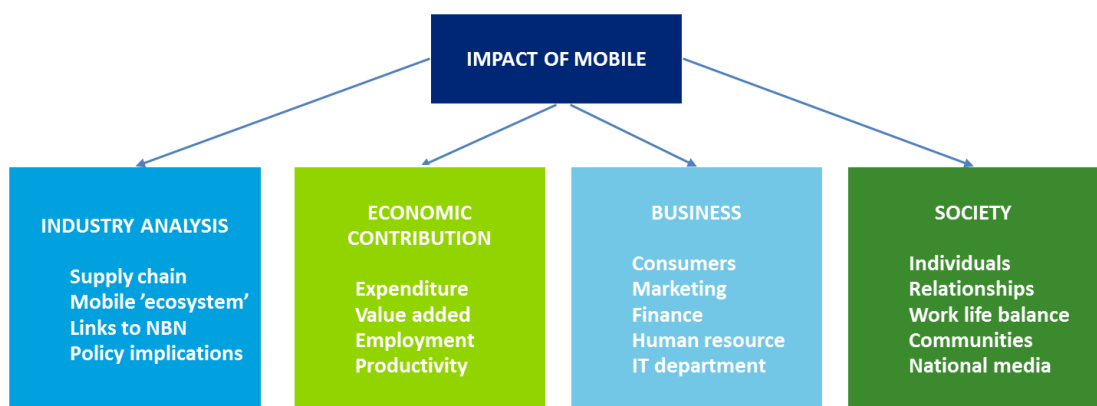 IMPACT OF MOBILE
INDUSTRY ANALYSIS
Supply chain
Mobile ’ecosystem’
Links to NBN
Policy implications
ECONOMIC
CONTRIBUTION
Expenditure
Value added
Employment
Productivity
BUSINESS
Consumers
Marketing
Finance
Human resource
IT department
SOCIETY
Individuals
Relationships
Work life balance
Communities
National media